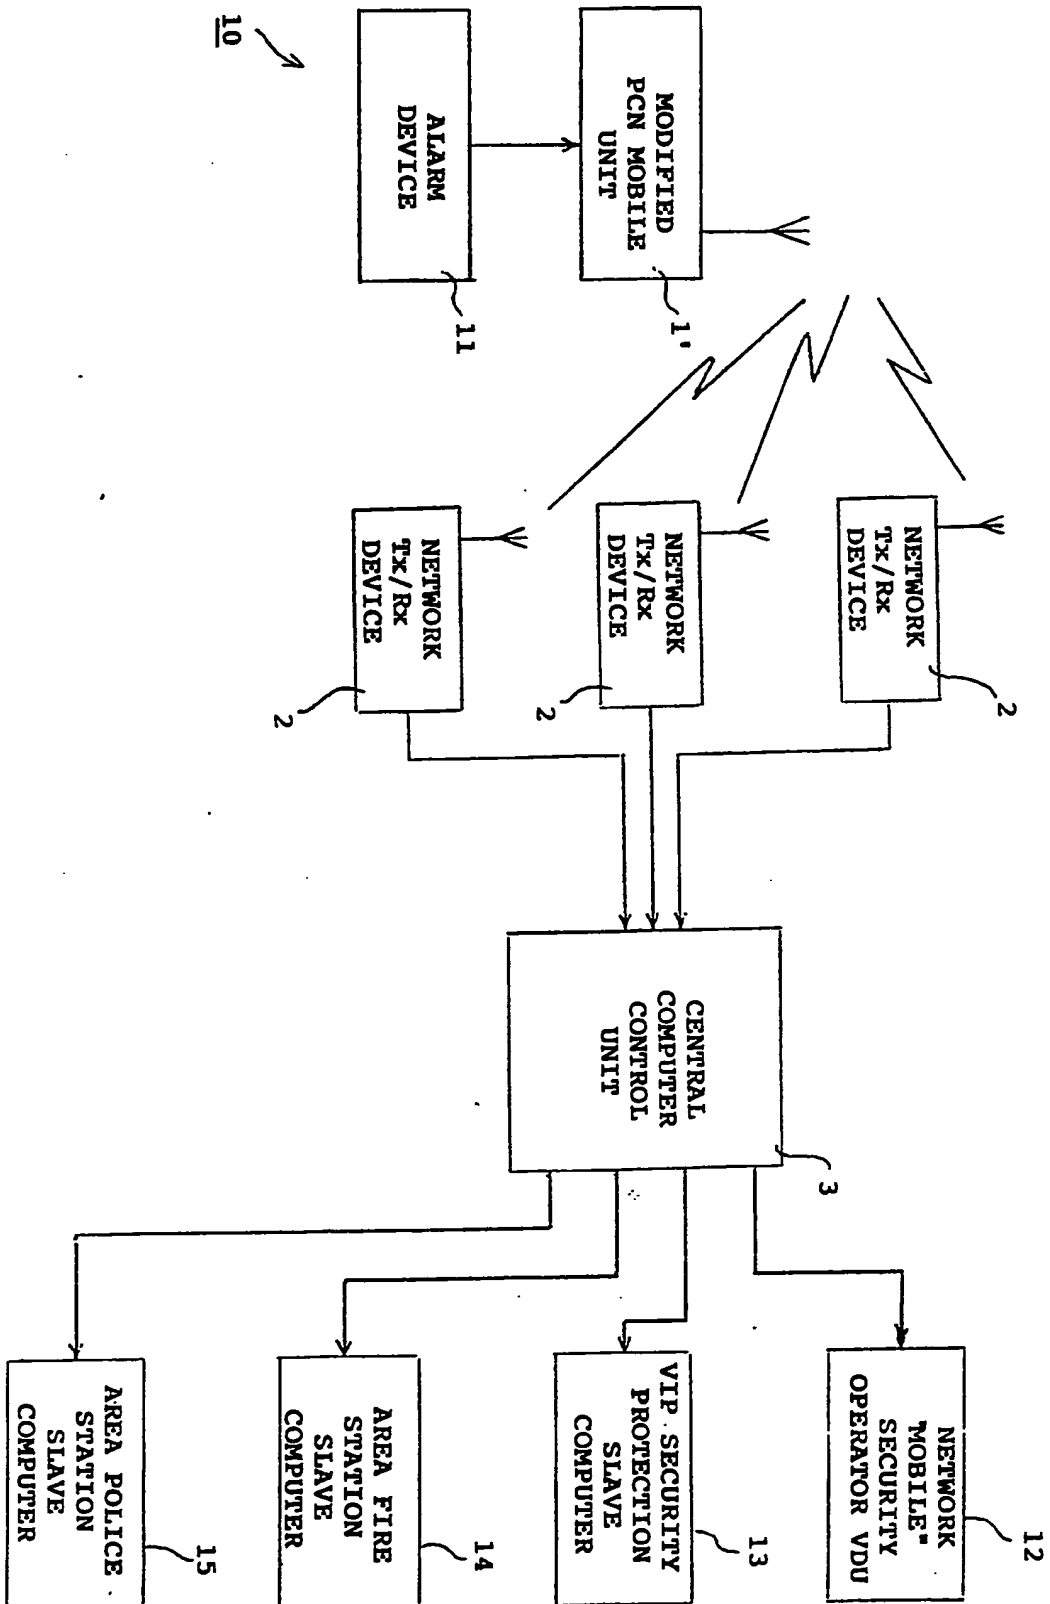 MODIFIED
PCN MOBILE
UNIT
1'
ALARM
DEVICE
11
10
NETWORK
Tx/Rx
DEVICE
2
NETWORK
Tx/Rx
DEVICE
2
NETWORK
Tx/Rx
DEVICE
2
CENTRAL
COMPUTER
CONTROL
UNIT
3
NETWORK
"MOBILE"
SECURITY
OPERATOR VDU
12
VIP SECURITY
PROTECTION
SLAVE
COMPUTER
13
AREA FIRE
STATION
SLAVE
COMPUTER
14
AREA POLICE
STATION
SLAVE
COMPUTER
15